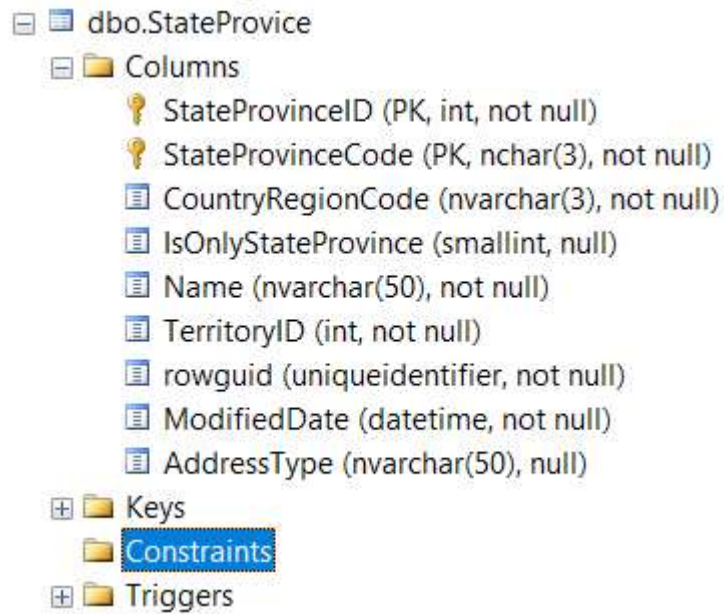 dbo.StateProvice
Columns
StateProvinceID (PK, int, not null)
StateProvinceCode (PK, nchar(3), not null)
CountryRegionCode (nvarchar(3), not null)
IsOnlyStateProvince (smallint, null)
Name (nvarchar(50), not null)
TerritoryID (int, not null)
rowguid (uniqueidentifier, not null)
ModifiedDate (datetime, not null)
AddressType (nvarchar(50), null)
Keys
Constraints
Triggers